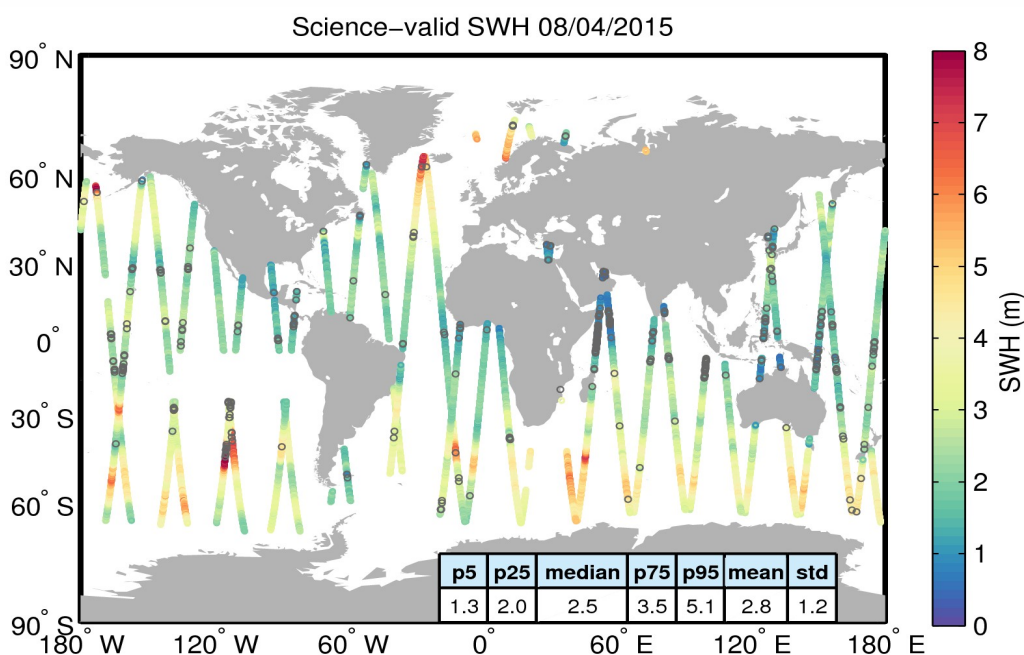 Science−valid SWH 08/04/2015
90° N
60° N
30° N
0°
30° S
60° S
90° S
180° W
120° W
60° W
0°
60° E
120° E
180° E
p5 p25 median p75 p95 mean std
1.3 2.0 2.5 3.5 5.1 2.8 1.2
8
7
6
5
4
3
2
1
0
SWH (m)